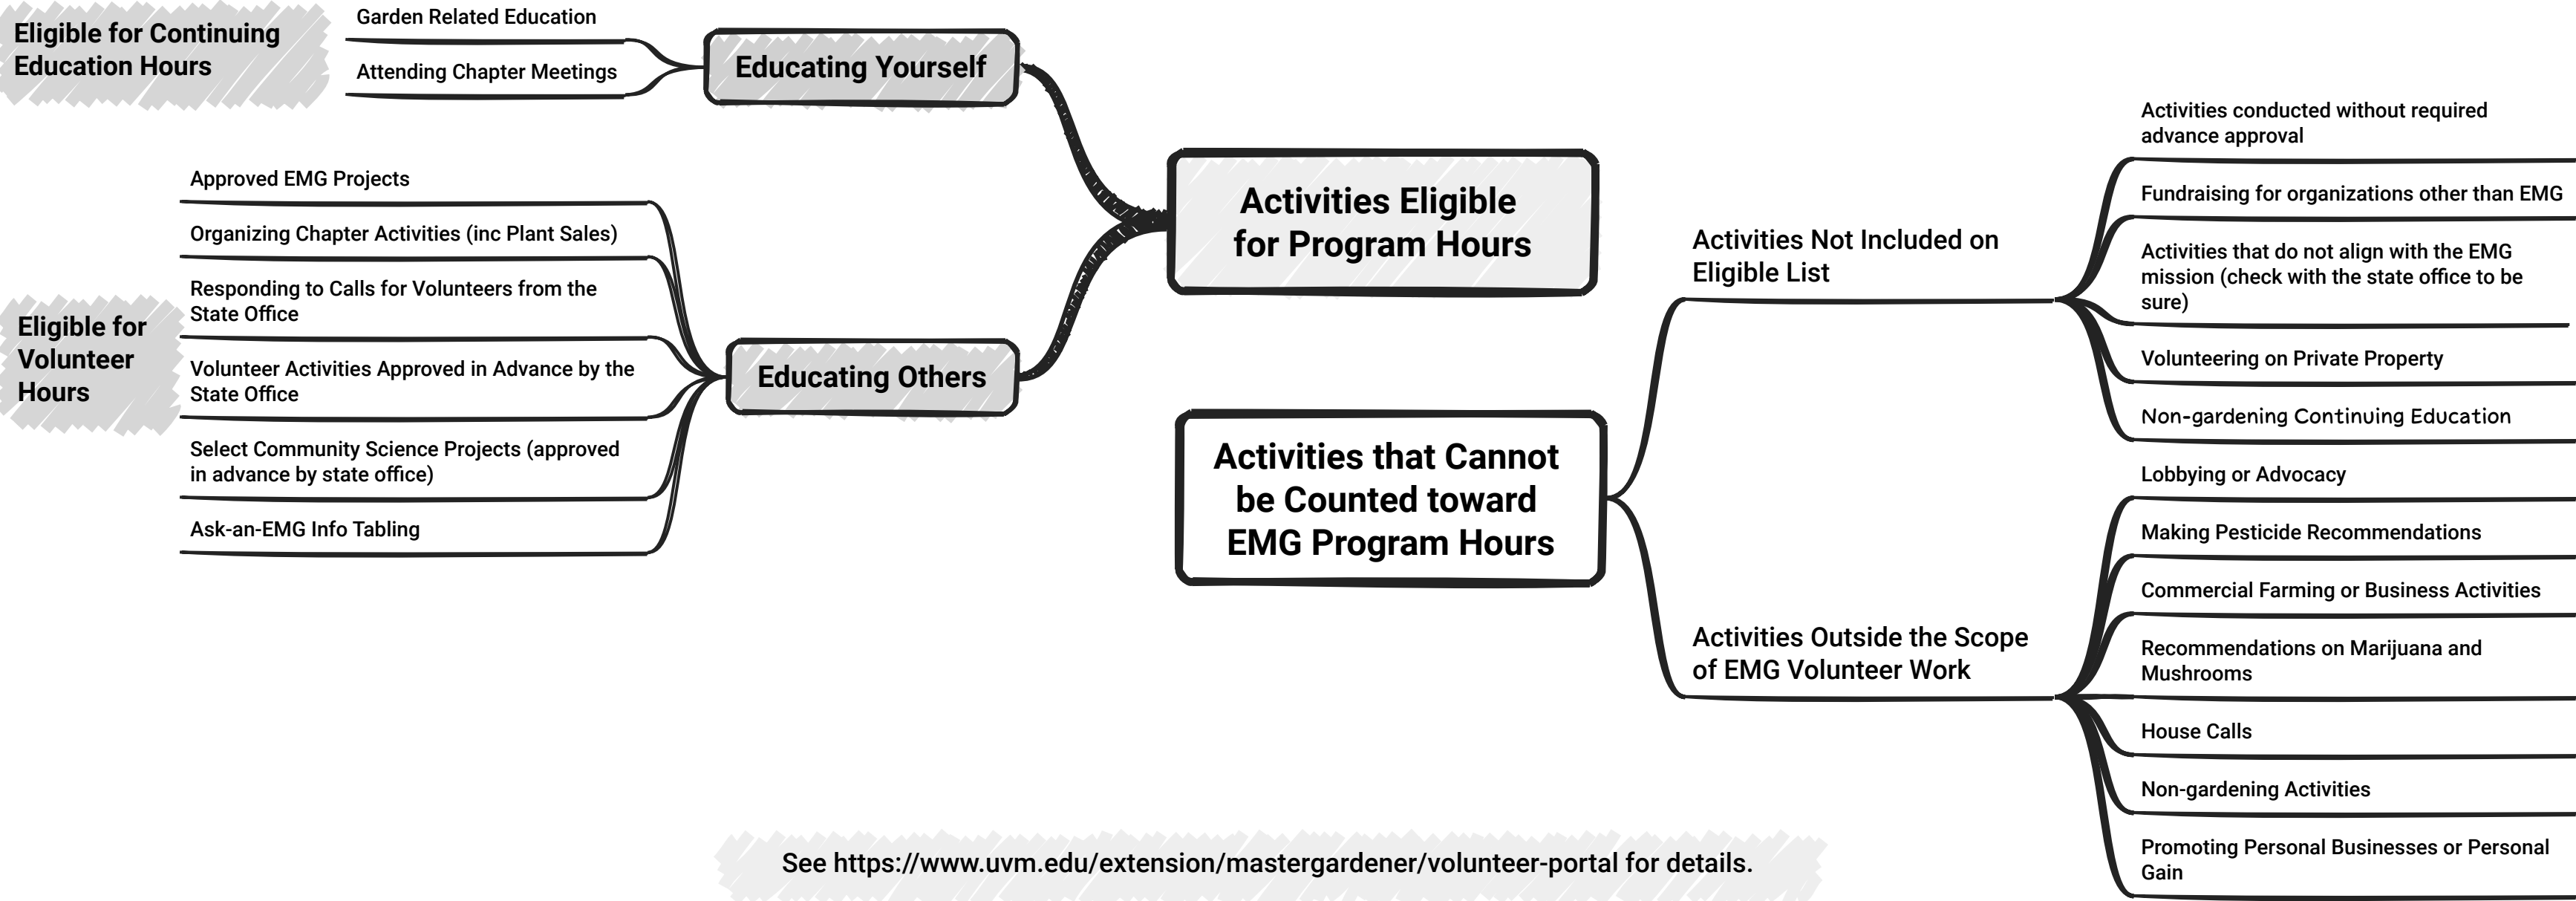 Eligible for Continuing
Education Hours
Garden Related Education
Attending Chapter Meetings
Educating Yourself
Eligible for
Volunteer
Hours
Approved EMG Projects
Organizing Chapter Activities (inc Plant Sales)
Responding to Calls for Volunteers from the
State Office
Volunteer Activities Approved in Advance by the
State Office
Select Community Science Projects (approved
in advance by state office)
Ask-an-EMG Info Tabling
Educating Others
Activities Eligible
for Program Hours
Activities that Cannot
be Counted toward
EMG Program Hours
Activities Not Included on
Eligible List
Activities conducted without required
advance approval
Fundraising for organizations other than EMG
Activities that do not align with the EMG
mission (check with the state office to be
sure)
Volunteering on Private Property
Non-gardening Continuing Education
Activities Outside the Scope
of EMG Volunteer Work
Lobbying or Advocacy
Making Pesticide Recommendations
Commercial Farming or Business Activities
Recommendations on Marijuana and
Mushrooms
House Calls
Non-gardening Activities
Promoting Personal Businesses or Personal
Gain
See https://www.uvm.edu/extension/mastergardener/volunteer-portal for details.